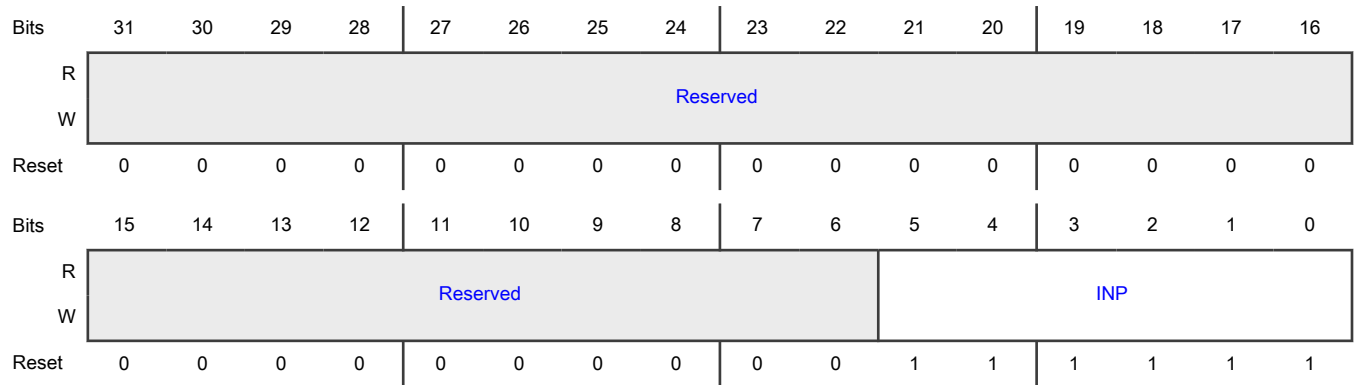 Bits 31 30 29 28 27 26 25 24 23 22 21 20 19 18 17 16
R
Reserved
W
Reset 0 0 0 0 0 0 0 0 0 0 0 0 0 0 0 0
Bits 15 14 13 12 11 10 9 8 7 6 5 4 3 2 1 0
R
Reserved INP
W
Reset 0 0 0 0 0 0 0 0 0 0 1 1 1 1 1 1